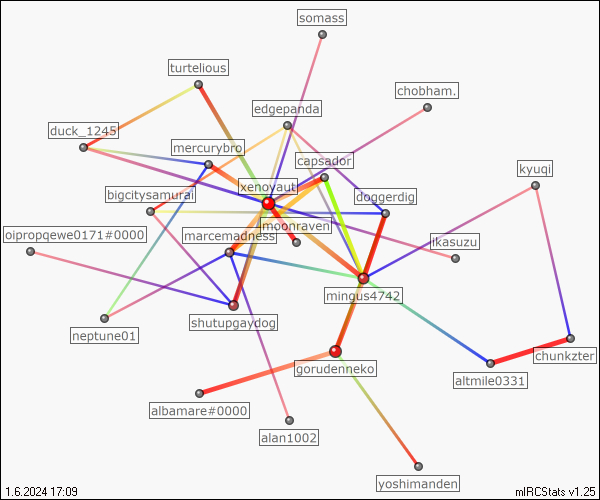 somass
turtelious
chobham.
edgepanda
duck_1245
mercurybro
capsador
kyuqi
xenoyaut
bigcitysamurai
doggerdig
moonraven
oipropqewe0171#0000
marcemadness
ikasuzu
mingus4742
shutupgaydog
neptune01
chunkzter
gorudenneko
altmile0331
albamare#0000
alan1002
yoshimanden
1.6.2024 17:09
mIRCStats v1.25